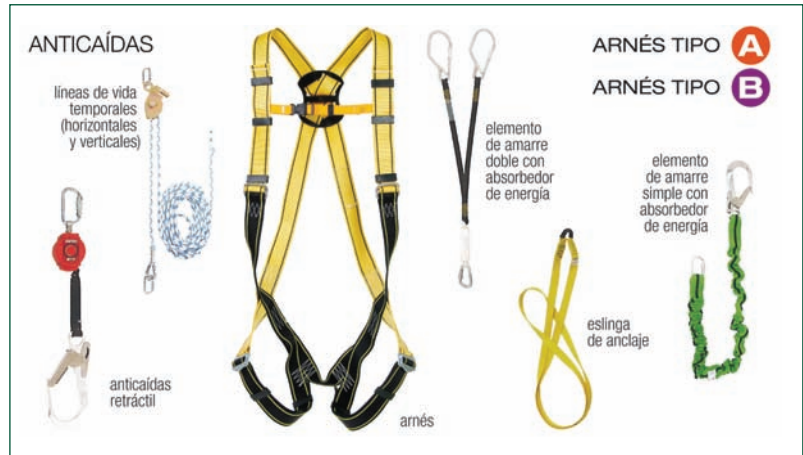 ANTICAÍDAS
ARNÉS TIPO A
ARNÉS TIPO B
líneas de vida
temporales
(horizontales
y verticales)
elemento
de amarre
doble con
absorbedor
de energía
elemento
de amarre
simple con
absorbedor
de energía
eslinga
de anclaje
anticaídas
retráctil
arnés